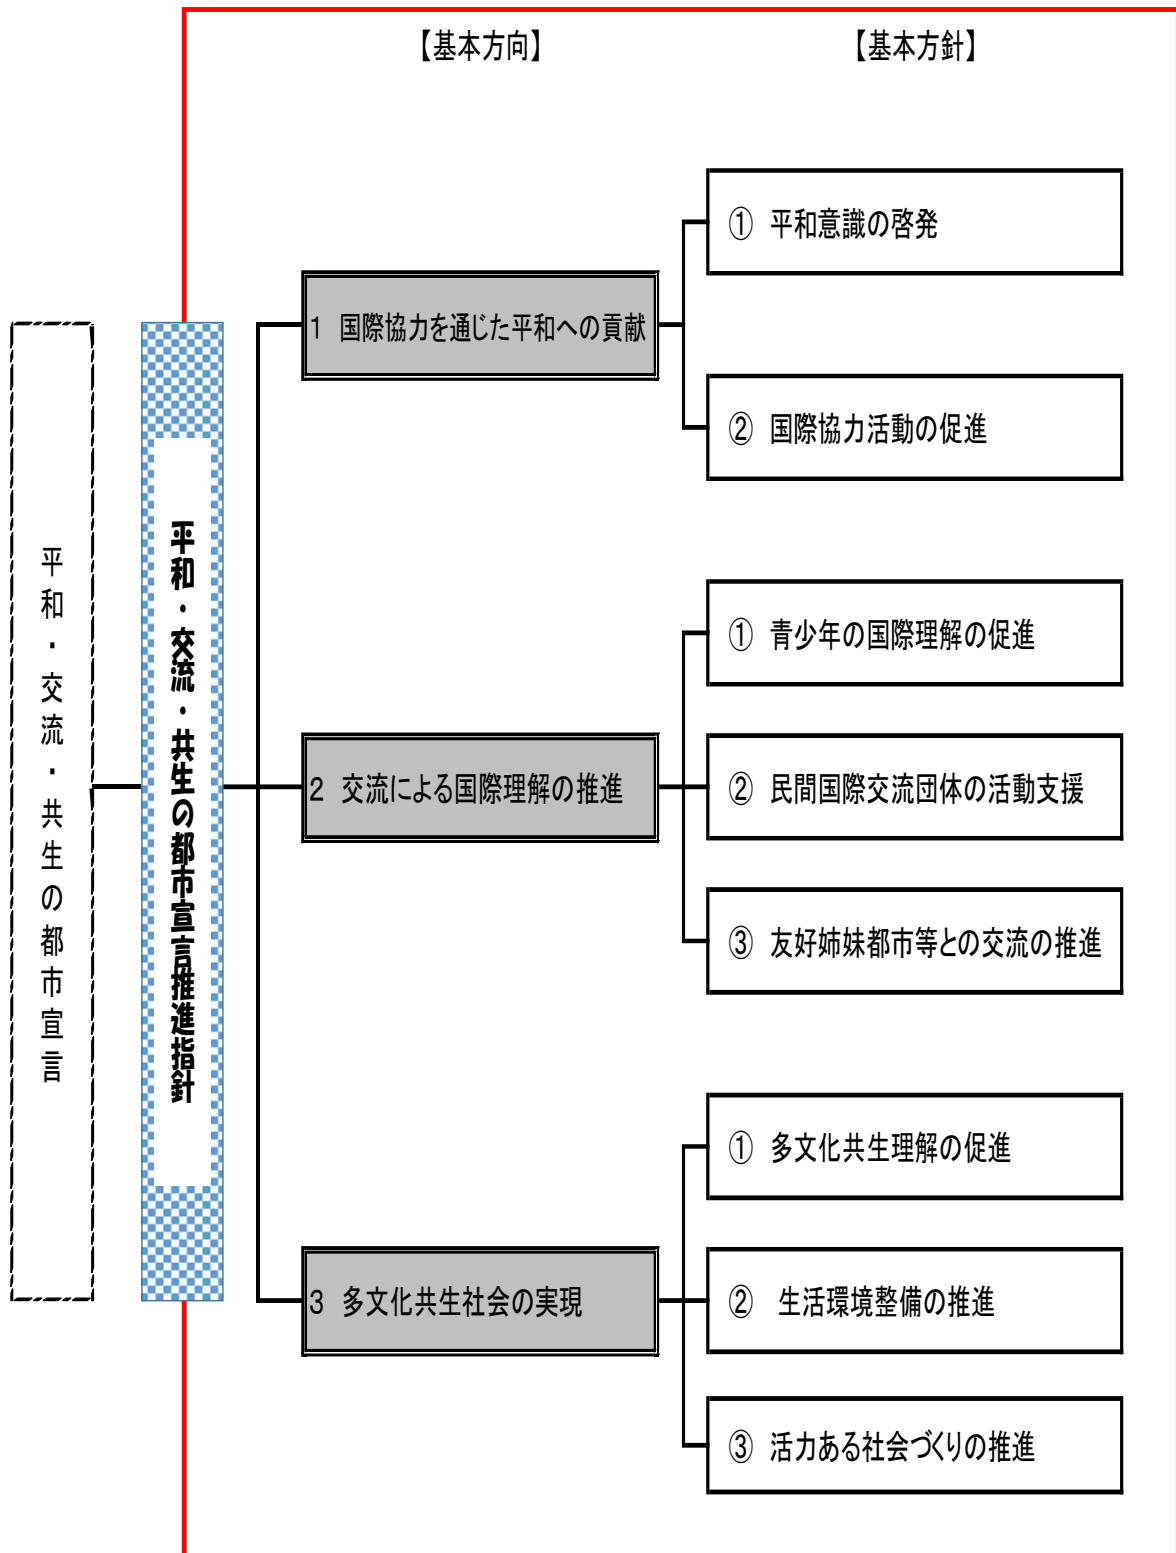 【基本方向】
【基本方針】
平和・交流・共生の都市宣言
平和・交流・共生の都市宣言推進指針
1 国際協力を通じた平和への貢献
① 平和意識の啓発
② 国際協力活動の促進
2 交流による国際理解の推進
① 青少年の国際理解の促進
② 民間国際交流団体の活動支援
③ 友好姉妹都市等との交流の推進
3 多文化共生社会の実現
① 多文化共生理解の促進
② 生活環境整備の推進
③ 活力ある社会づくりの推進